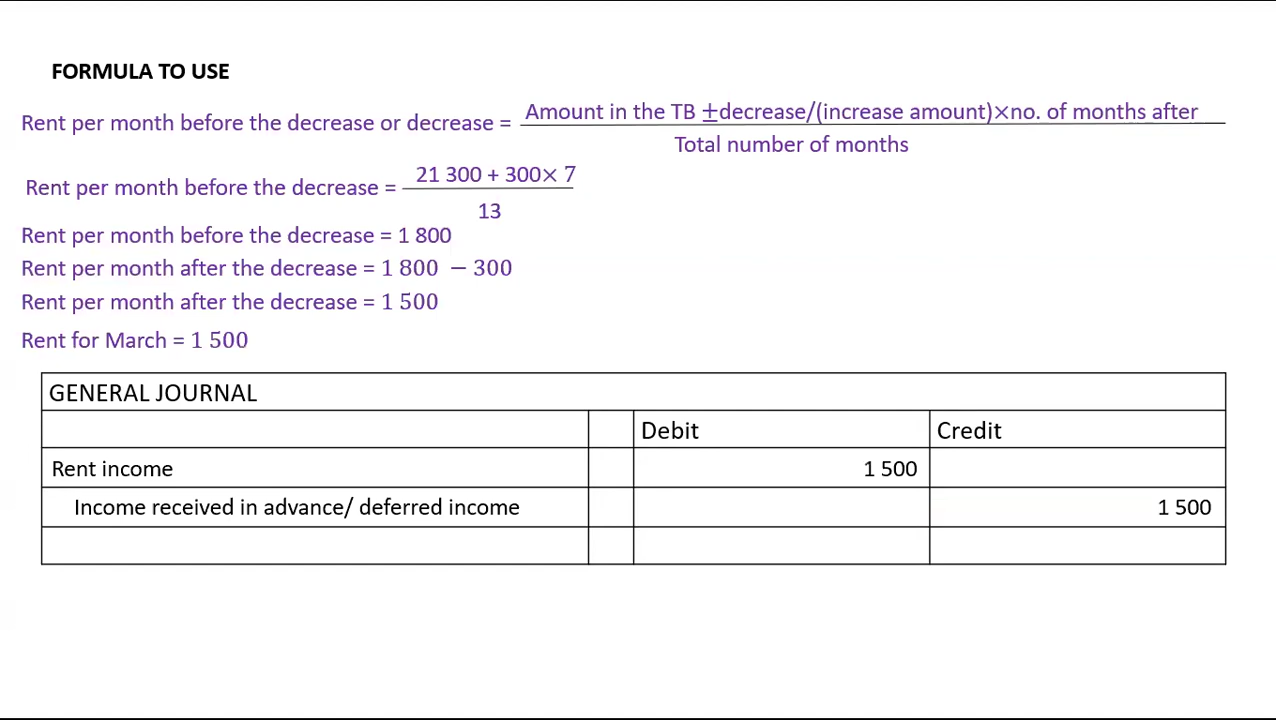 FORMULA TO USE
Rent per month before the decrease or decrease = Amount in the TB ±decrease/(increase amount)×no. of months after
Total number of months
Rent per month before the decrease = 21 300 + 300× 7
13
Rent per month before the decrease = 1 800
Rent per month after the decrease = 1 800 − 300
Rent per month after the decrease = 1 500
Rent for March = 1 500
GENERAL JOURNAL
Debit Credit
Rent income 1 500
Income received in advance/ deferred income 1 500